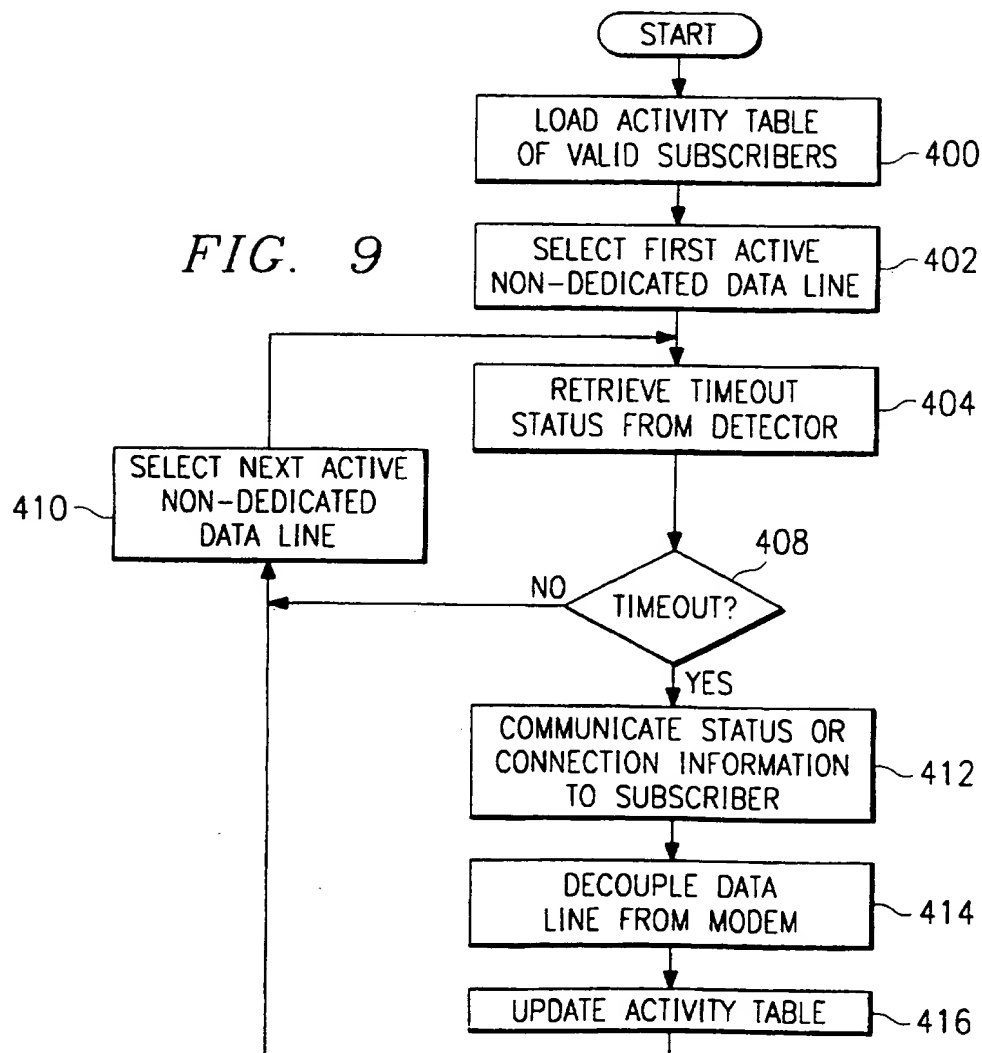 START
LOAD ACTIVITY TABLE
OF VALID SUBSCRIBERS
400
FIG. 9
SELECT FIRST ACTIVE
NON-DEDICATED DATA LINE
402
RETRIEVE TIMEOUT
STATUS FROM DETECTOR
404
SELECT NEXT ACTIVE
NON-DEDICATED
DATA LINE
410
408
NO
TIMEOUT?
YES
COMMUNICATE STATUS OR
CONNECTION INFORMATION
TO SUBSCRIBER
412
DECOUPLE DATA
LINE FROM MODEM
414
UPDATE ACTIVITY TABLE
416